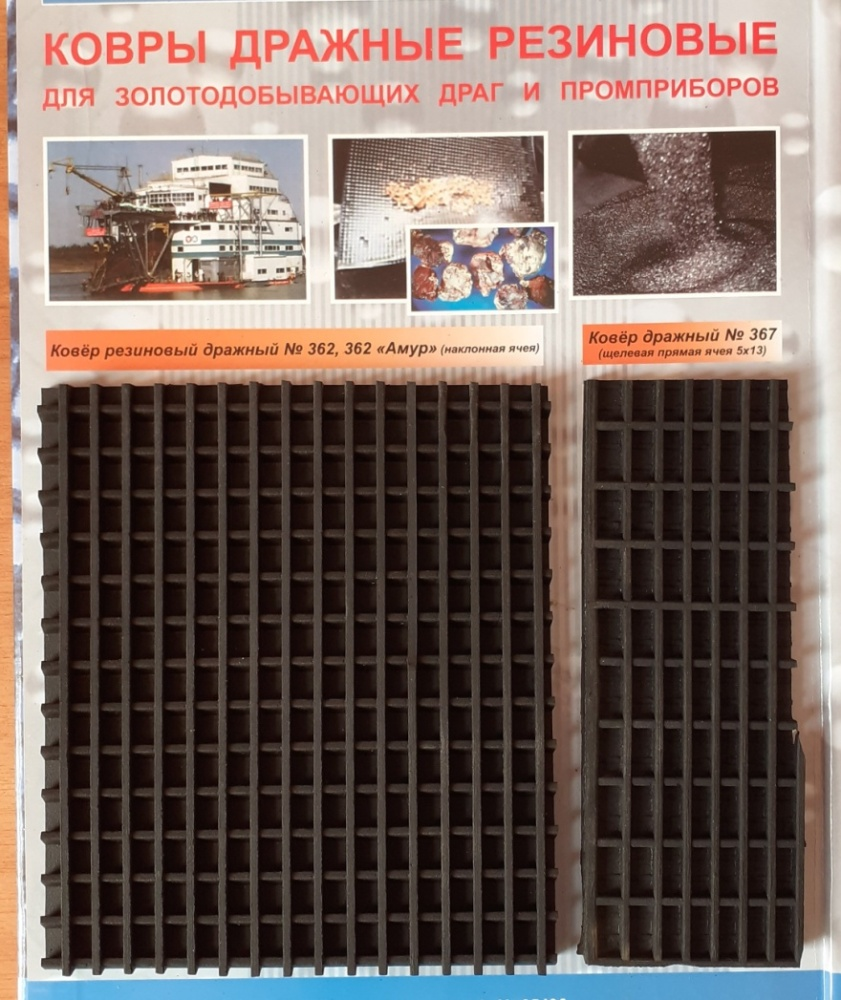 КОВРЫ ДРАЖНЫЕ РЕЗИНОВЫЕ
ДЛЯ ЗОЛОТОДОБЫВАЮЩИХ ДРАГ И ПРОМПРИБОРОВ
Ковёр резиновый дражный № 362, 362 «Амур» (наклонная ячея)
Ковёр дражный № 367
(щелевая прямая ячея 5х13)